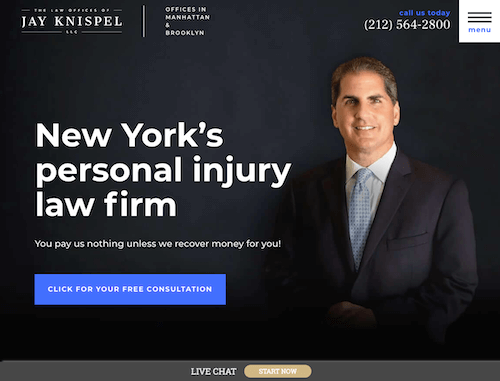 THE LAW OFFICES OF
JAY KNISPEL
LLC
OFFICES IN
MANHATTAN
&
BROOKLYN
call us today
(212) 564-2800
menu
New York's
personal injury
law firm
You pay us nothing unless we recover money for you!
CLICK FOR YOUR FREE CONSULTATION
LIVE CHAT START NOW